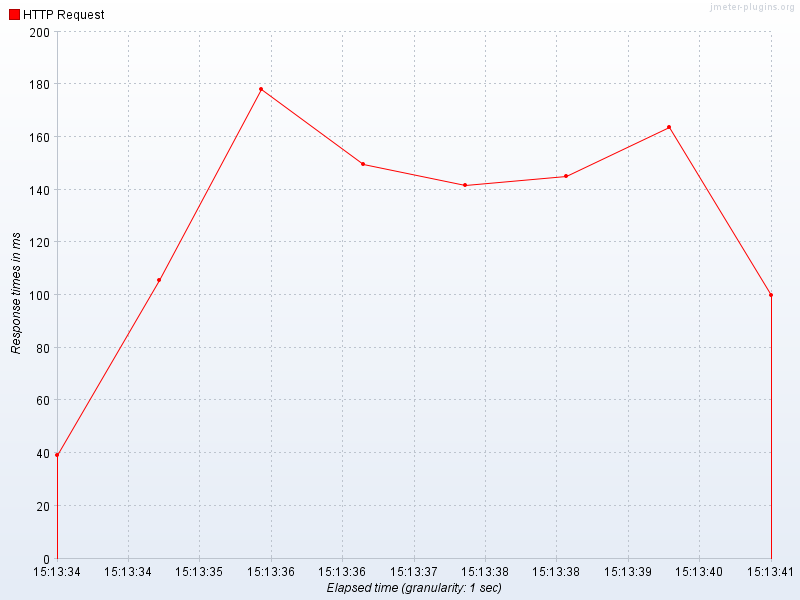 jmeter-plugins.org
HTTP Request
200
180
160
140
120
100
80
60
40
20
0
Response times in ms
15:13:34 15:13:34 15:13:35 15:13:36 15:13:36 15:13:37 15:13:38 15:13:38 15:13:39 15:13:40 15:13:41
Elapsed time (granularity: 1 sec)